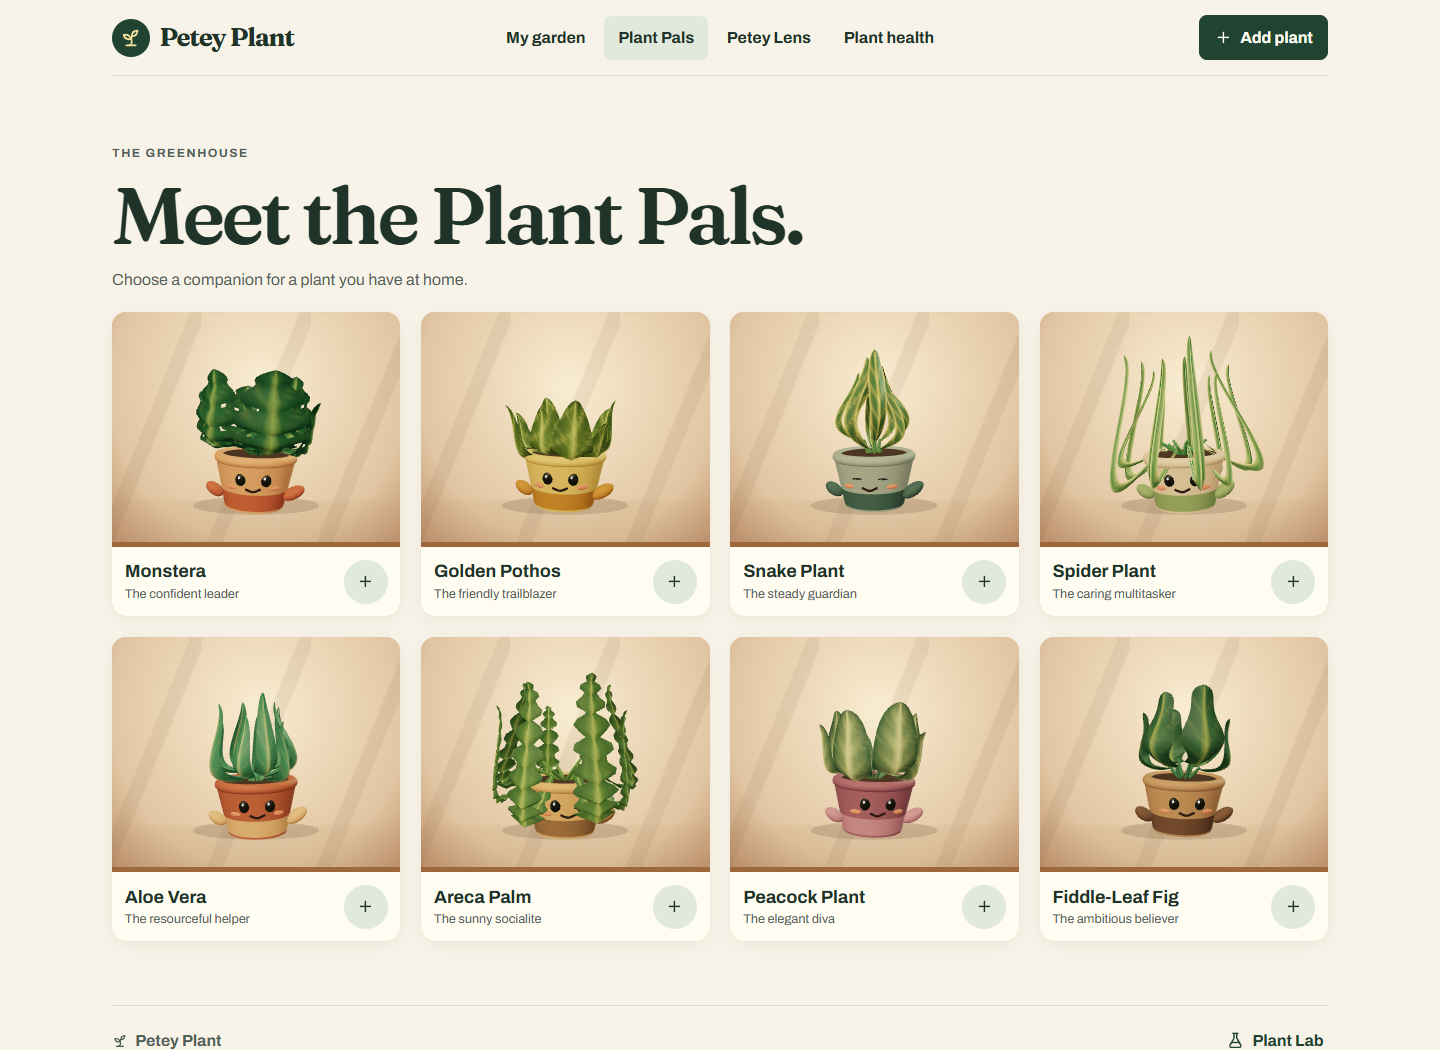 Petey Plant
My garden
Plant Pals
Petey Lens
Plant health
Add plant
THE GREENHOUSE
Meet the Plant Pals.
Choose a companion for a plant you have at home.
Monstera
The confident leader
Golden Pothos
The friendly trailblazer
Snake Plant
The steady guardian
Spider Plant
The caring multitasker
Aloe Vera
The resourceful helper
Areca Palm
The sunny socialite
Peacock Plant
The elegant diva
Fiddle-Leaf Fig
The ambitious believer
Petey Plant
Plant Lab